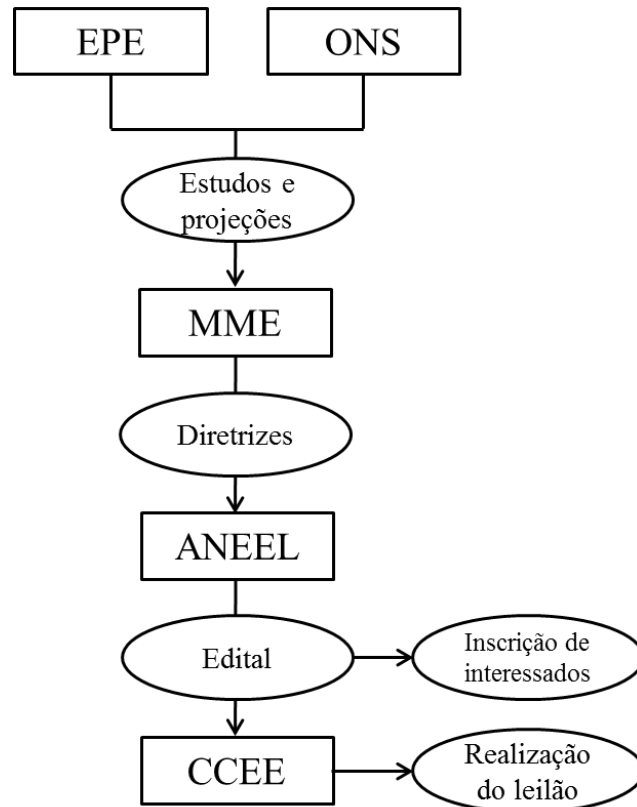 EPE
ONS
Estudos e
projeções
MME
Diretrizes
ANEEL
Edital
Inscrição de
interessados
CCEE
Realização
do leilão